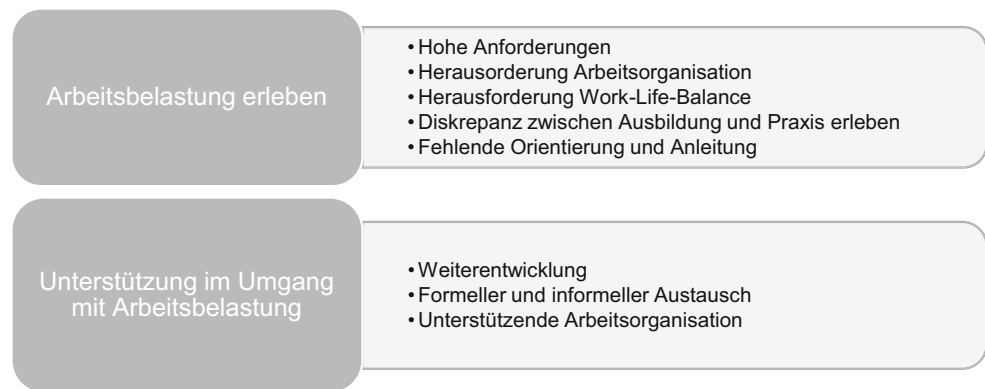 Arbeitsbelastung erleben
• Hohe Anforderungen
• Herausorderung Arbeitsorganisation
• Herausforderung Work-Life-Balance
• Diskrepanz zwischen Ausbildung und Praxis erleben
• Fehlende Orientierung und Anleitung
Unterstützung im Umgang
mit Arbeitsbelastung
• Weiterentwicklung
• Formeller und informeller Austausch
• Unterstützende Arbeitsorganisation